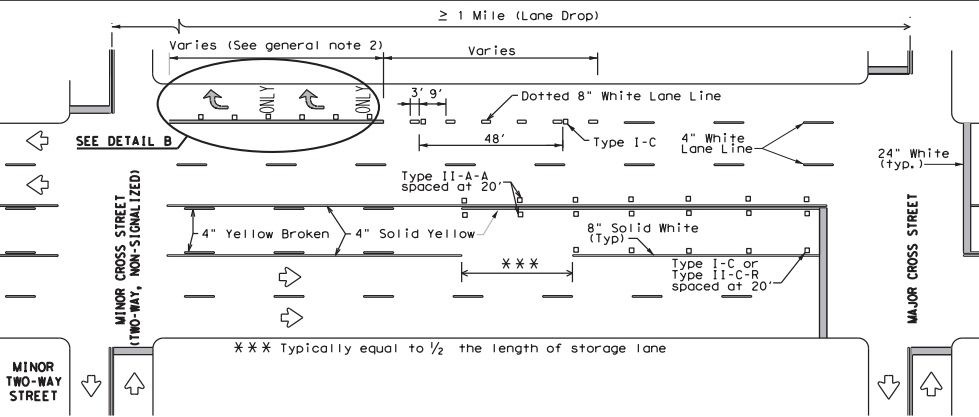 ≥ 1 Mile (Lane Drop)
Varies (See general note 2)
Varies
ONLY
ONLY
3' 9'
Dotted 8" White Lane Line
SEE DETAIL B
48'
Type I-C
4" White
Lane Line
24" White
(typ.)
Type II-A-A
spaced at 20'
4" Yellow Broken
4" Solid Yellow
8" Solid White
(Typ)
***
Type I-C or
Type II-C-R
spaced at 20'
MINOR CROSS STREET
(TWO-WAY, NON-SIGNALIZED)
MAJOR CROSS STREET
*** Typically equal to ½ the length of storage lane
MINOR
TWO-WAY
STREET